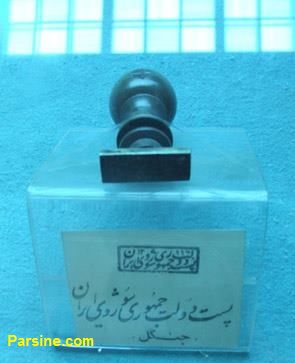 پست دولت جمهوری شوروی ایران
جنگل
Parsine.com